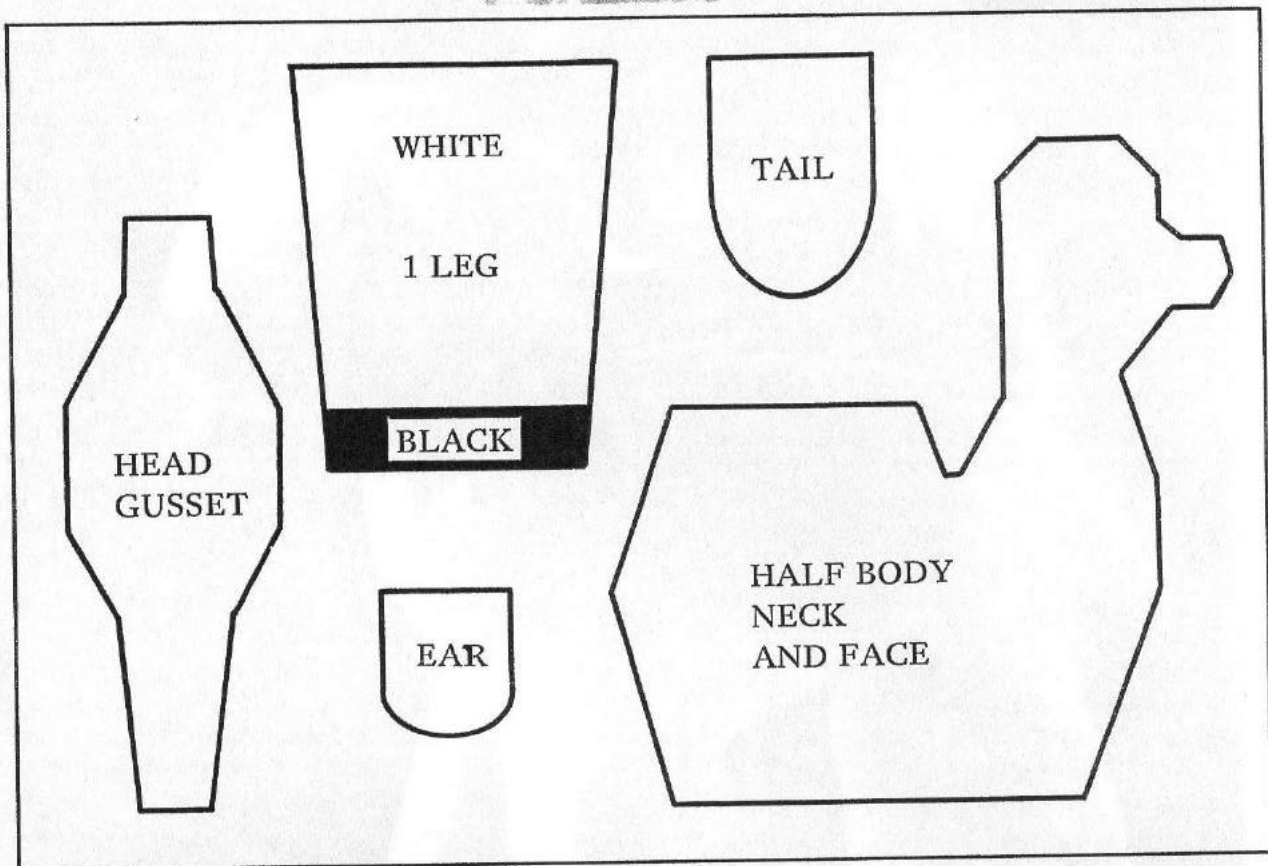 WHITE
1 LEG
BLACK
TAIL
HEAD
GUSSET
EAR
HALF BODY
NECK
AND FACE